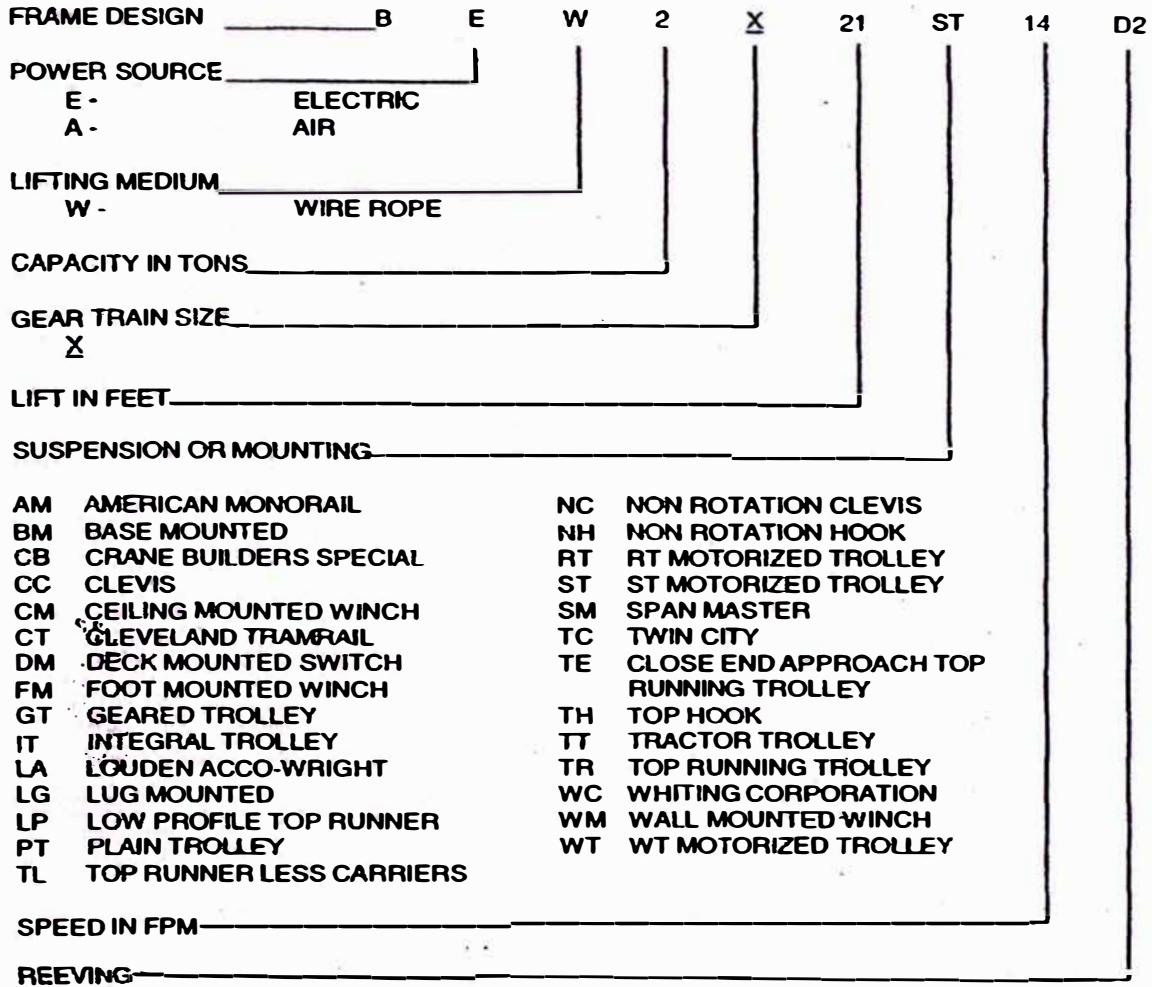 FRAME DESIGN B E W 2 X 21 ST 14 D2
POWER SOURCE
E - ELECTRIC
A - AIR
LIFTING MEDIUM
W - WIRE ROPE
CAPACITY IN TONS
GEAR TRAIN SIZE
X
LIFT IN FEET
SUSPENSION OR MOUNTING
AM AMERICAN MONORAIL
BM BASE MOUNTED
CB CRANE BUILDERS SPECIAL
CC CLEVIS
CM CEILING MOUNTED WINCH
CT CLEVELAND TRAMRAIL
DM DECK MOUNTED SWITCH
FM FOOT MOUNTED WINCH
GT GEARED TROLLEY
IT INTEGRAL TROLLEY
LA LOUDEN ACCO-WRIGHT
LG LUG MOUNTED
LP LOW PROFILE TOP RUNNER
PT PLAIN TROLLEY
TL TOP RUNNER LESS CARRIERS
NC NON ROTATION CLEVIS
NH NON ROTATION HOOK
RT RT MOTORIZED TROLLEY
ST ST MOTORIZED TROLLEY
SM SPAN MASTER
TC TWIN CITY
TE CLOSE END APPROACH TOP
RUNNING TROLLEY
TH TOP HOOK
TT TRACTOR TROLLEY
TR TOP RUNNING TROLLEY
WC WHITING CORPORATION
WM WALL MOUNTED WINCH
WT WT MOTORIZED TROLLEY
SPEED IN FPM
REEVING